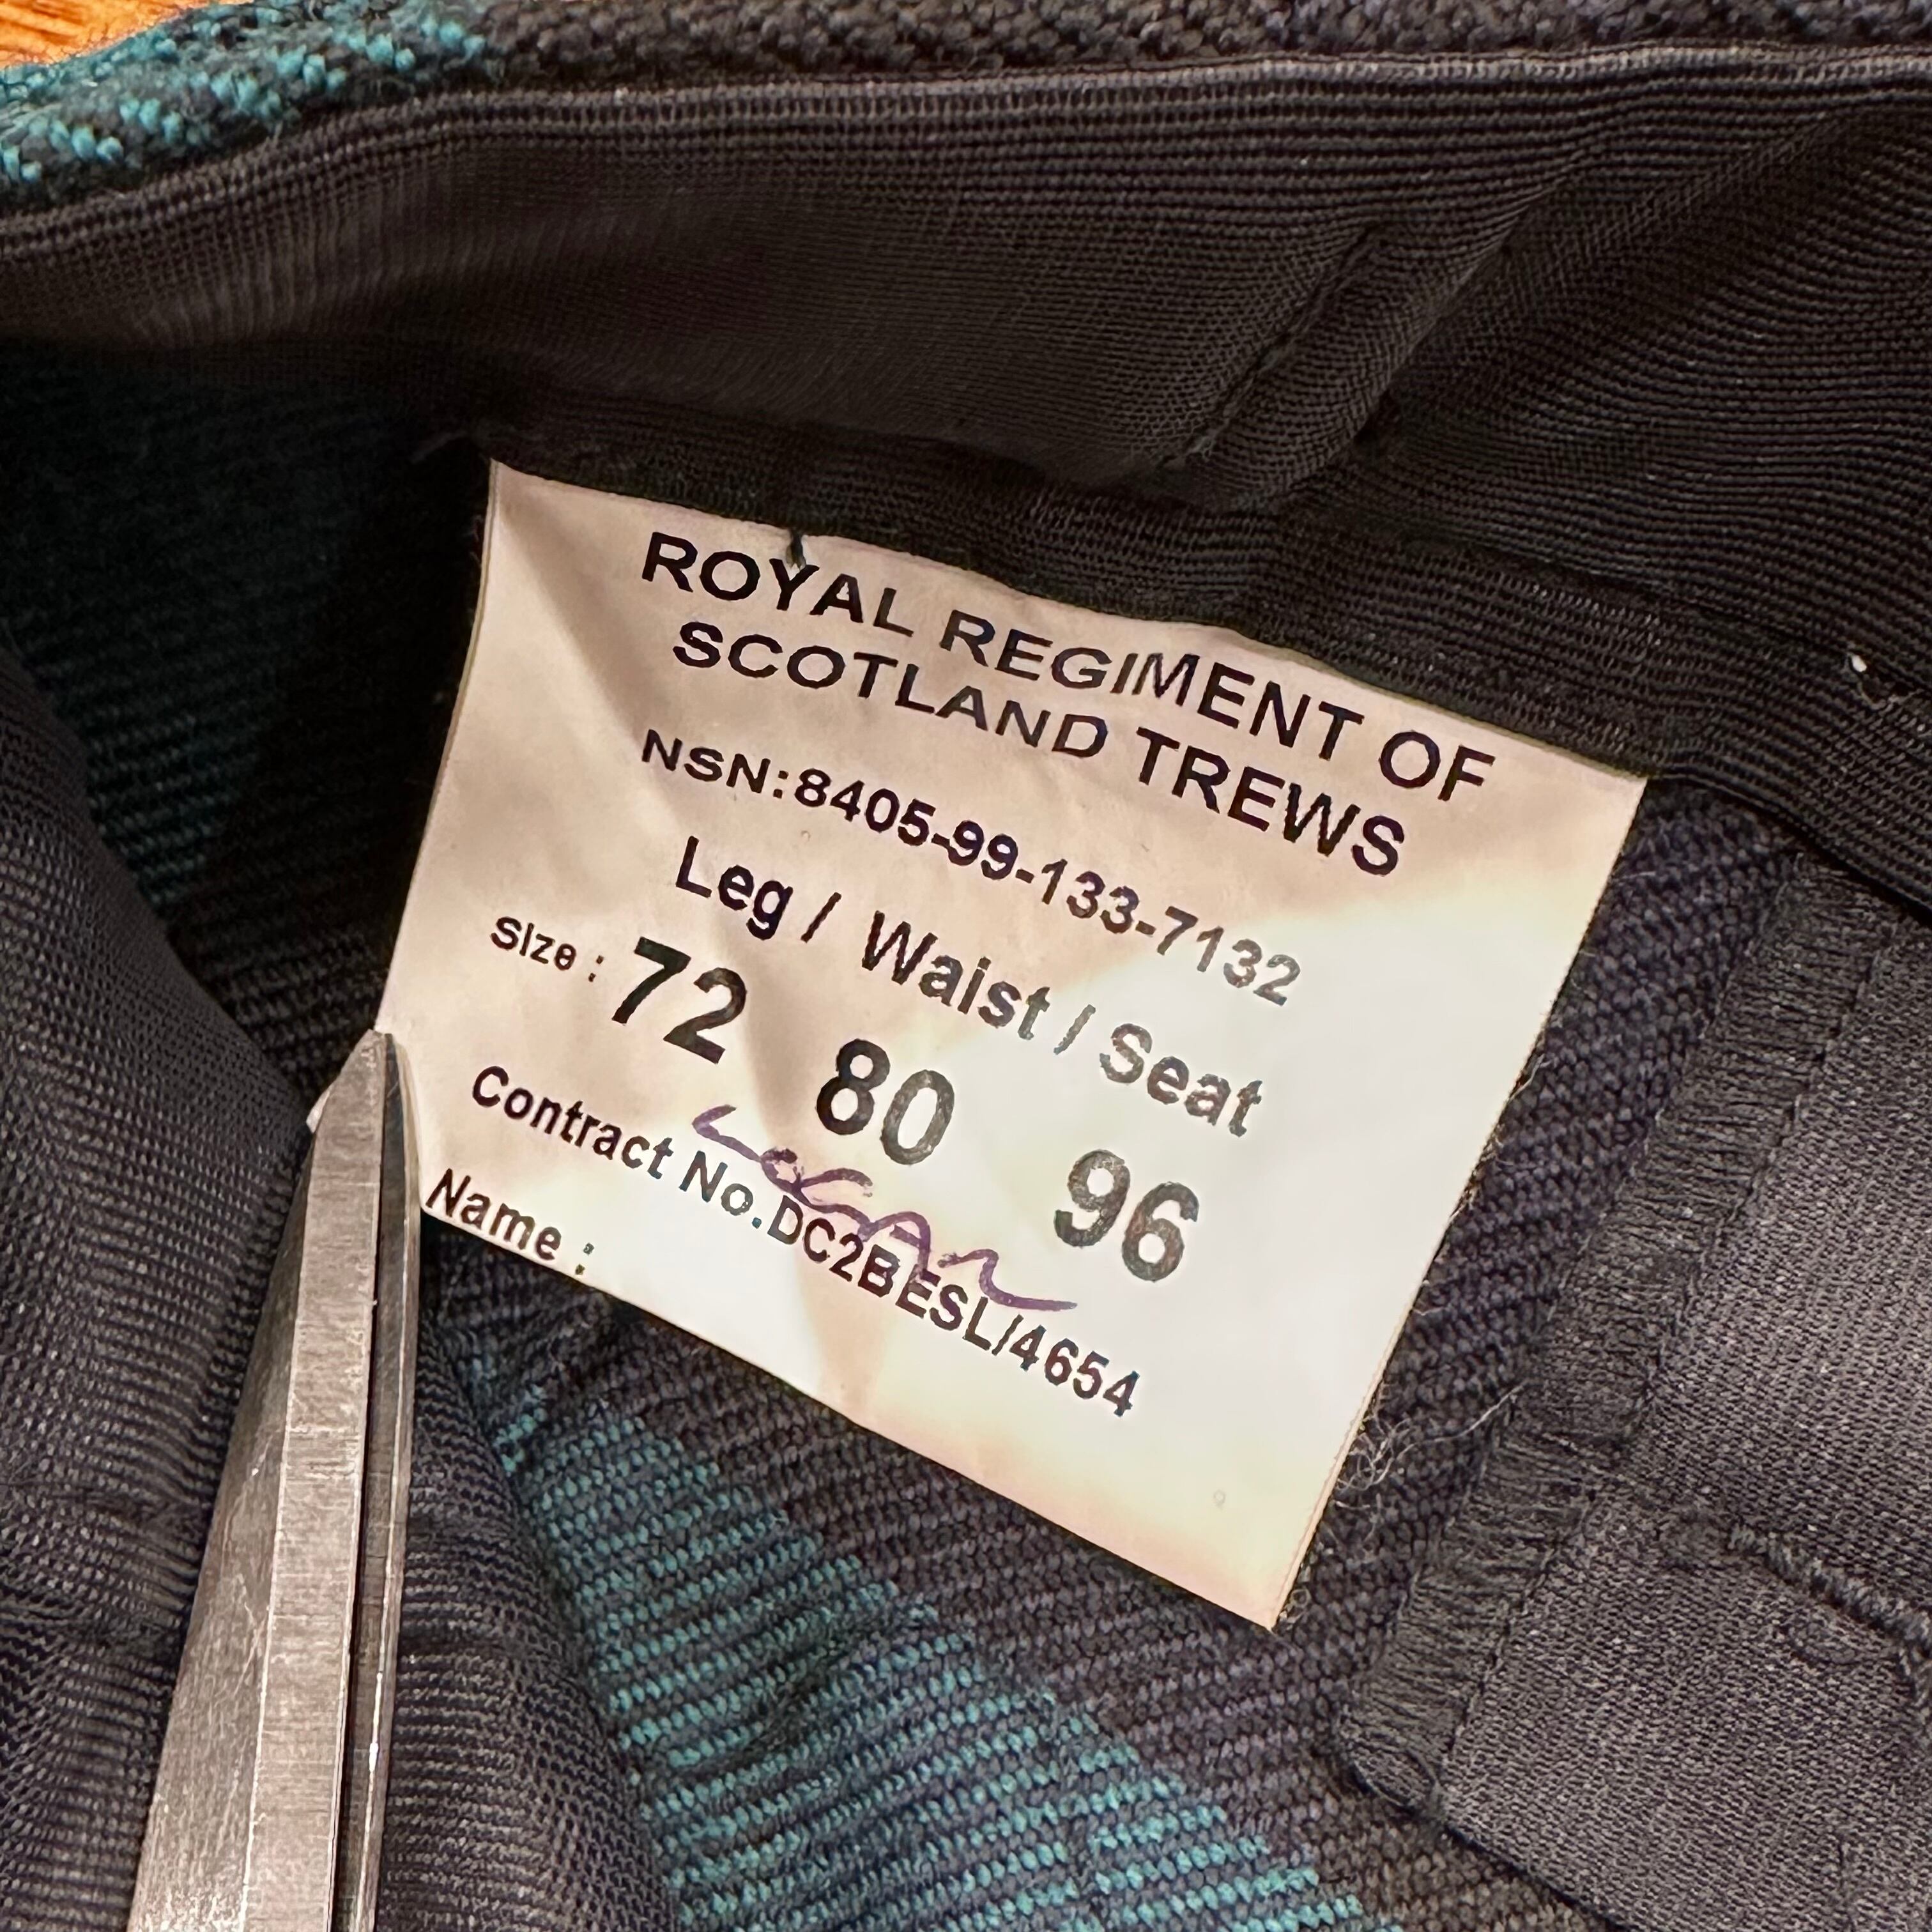 ROYAL REGIMENT OF
SCOTLAND TREWS
NSN:8405-99-133-7132
Leg / Waist / Seat
Size : 72 80 96
Contract No.DC2BESL/4654
Name :